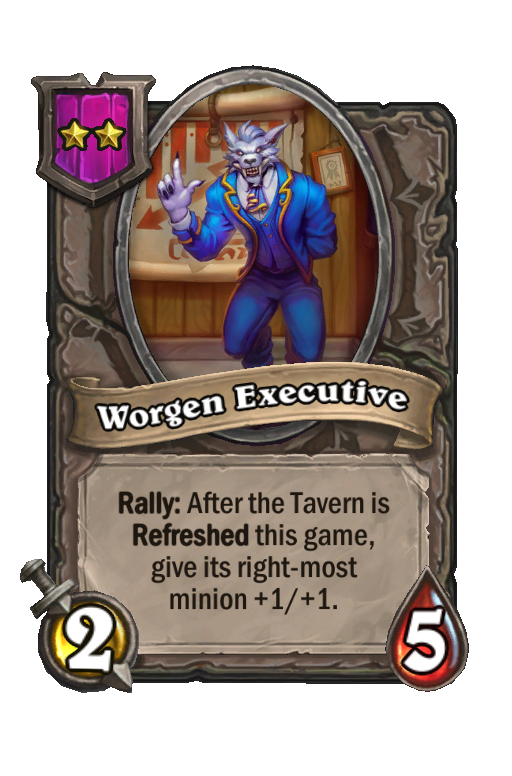 Worgen Executive
Rally: After the Tavern is
Refreshed this game,
give its right-most
minion +1/+1.
2
5